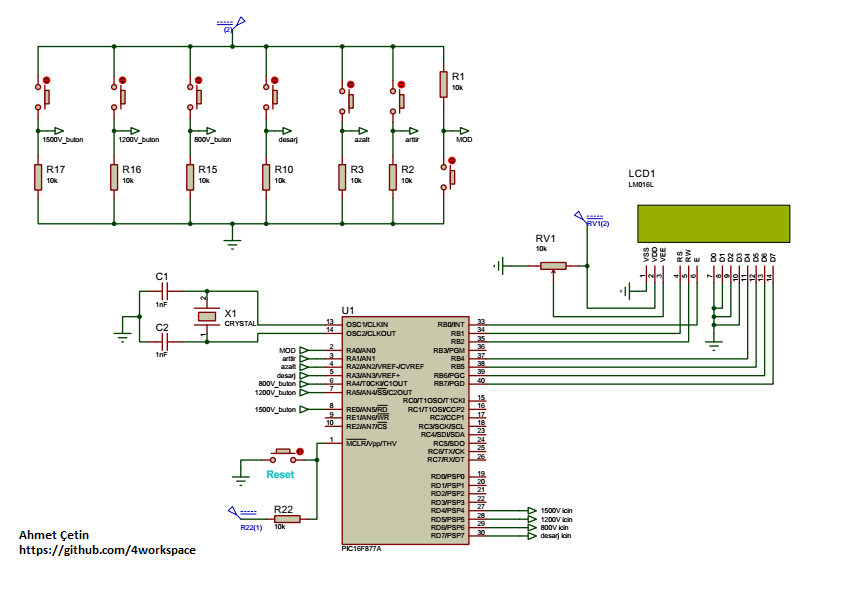 (2)
R1
10k
1500V_buton
1200V_buton
800V_buton
desarj
azalt
arttir
MOD
R17
10k
R16
10k
R15
10k
R10
10k
R3
10k
R2
10k
LCD1
LM016L
RV1(2)
RV1
10k
VSS
VDD
VEE
RS
RW
E
D0
D1
D2
D3
D4
D5
D6
D7
1
2
3
4
5
6
7
8
9
10
11
12
13
14
C1
1nF
C2
1nF
2
1
X1
CRYSTAL
U1
13 OSC1/CLKIN RB0/INT 33
14 OSC2/CLKOUT RB1 34
RB2 35
MOD 2 RA0/AN0 RB3/PGM 36
arttir 3 RA1/AN1 RB4 37
azalt 4 RA2/AN2/VREF-/CVREF RB5 38
desarj 5 RA3/AN3/VREF+ RB6/PGC 39
800V_buton 6 RA4/T0CKI/C1OUT RB7/PGD 40
1200V_buton 7 RA5/AN4/SS/C2OUT
RC0/T1OSO/T1CKI 15
1500V_buton 8 RE0/AN5/RD RC1/T1OSI/CCP2 16
9 RE1/AN6/WR RC2/CCP1 17
10 RE2/AN7/CS RC3/SCK/SCL 18
RC4/SDI/SDA 23
1 MCLR/Vpp/THV RC5/SDO 24
RC6/TX/CK 25
RC7/RX/DT 26
RD0/PSP0 19
RD1/PSP1 20
RD2/PSP2 21
RD3/PSP3 22
RD4/PSP4 27 1500V icin
RD5/PSP5 28 1200V icin
RD6/PSP6 29 800V icin
RD7/PSP7 30 desarj icin
PIC16F877A
Reset
R22
10k
R22(1)
Ahmet Çetin
https://github.com/4workspace